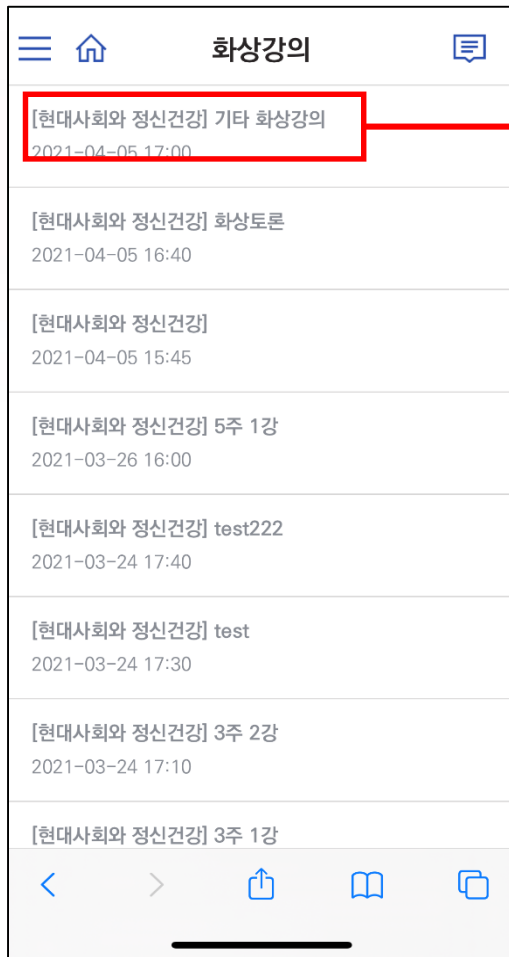 화상강의
[현대사회와 정신건강] 기타 화상강의
2021-04-05 17:00
[현대사회와 정신건강] 화상토론
2021-04-05 16:40
[현대사회와 정신건강]
2021-04-05 15:45
[현대사회와 정신건강] 5주 1강
2021-03-26 16:00
[현대사회와 정신건강] test222
2021-03-24 17:40
[현대사회와 정신건강] test
2021-03-24 17:30
[현대사회와 정신건강] 3주 2강
2021-03-24 17:10
[현대사회와 정신건강] 3주 1강